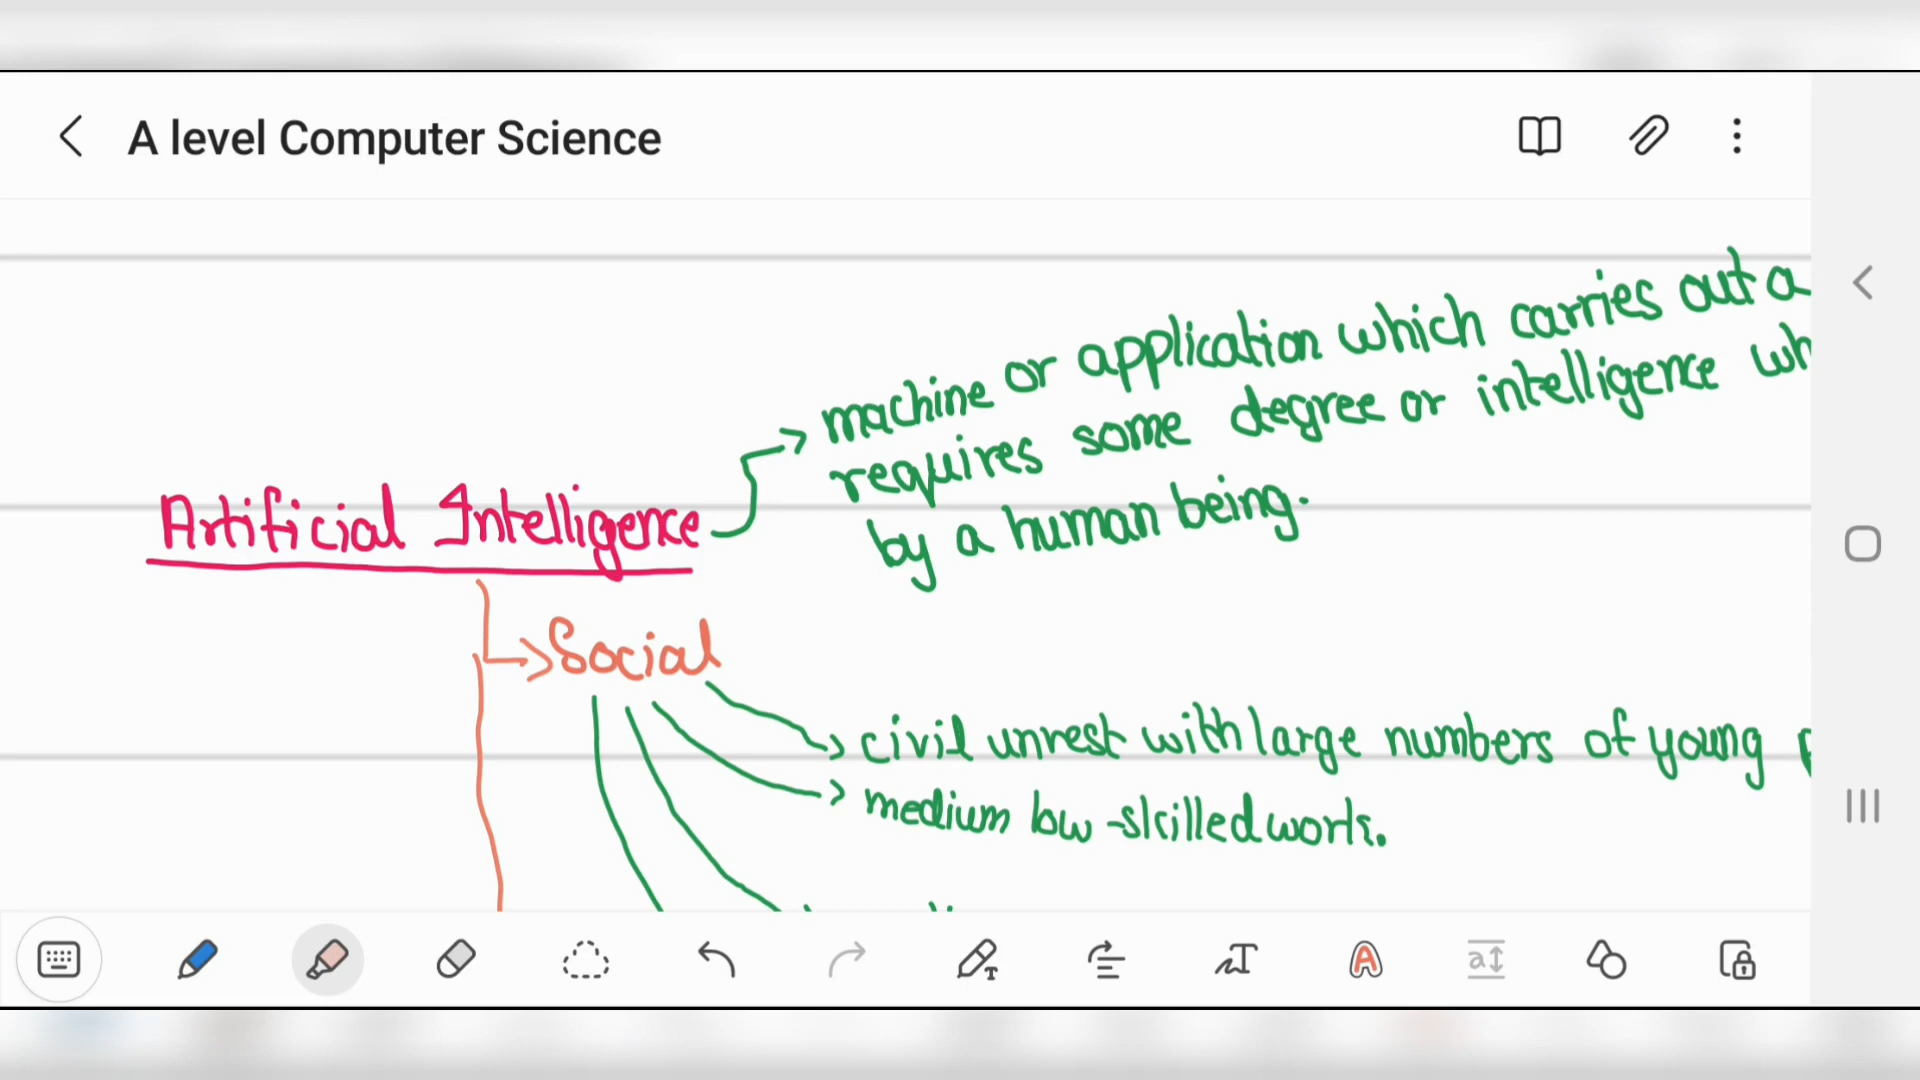 A level Computer Science
machine or application which carries out a
requires some degree or intelligence wh
by a human being.
Artificial Intelligence
Social
civil unrest with large numbers of young
medium low-skilled work.